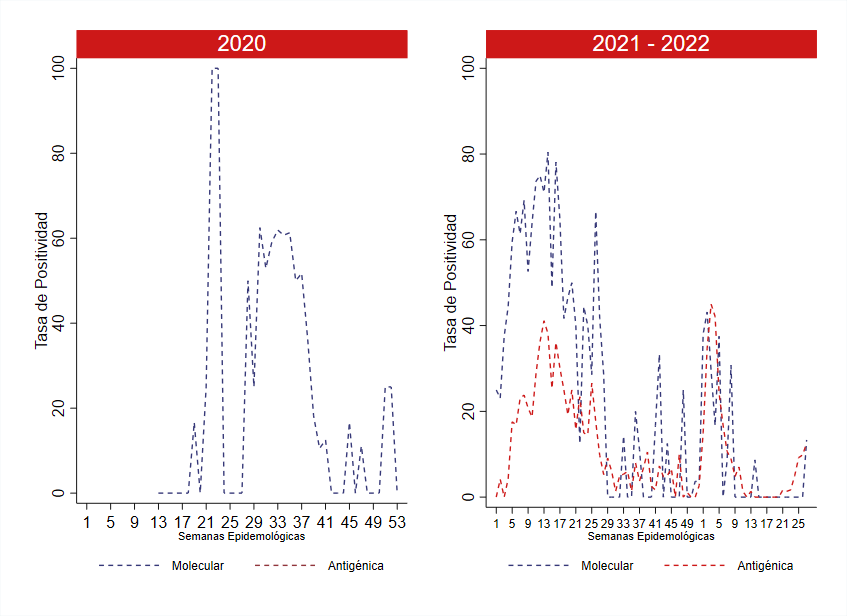 2020
Tasa de Positividad
100
80
60
40
20
0
1 5 9 13 17 21 25 29 33 37 41 45 49 53
Semanas Epidemológicas
Molecular Antigénica
2021 - 2022
Tasa de Positividad
100
80
60
40
20
0
1 5 9 13 17 21 25 29 33 37 41 45 49 1 5 9 13 17 21 25
Semanas Epidemológicas
Molecular Antigénica